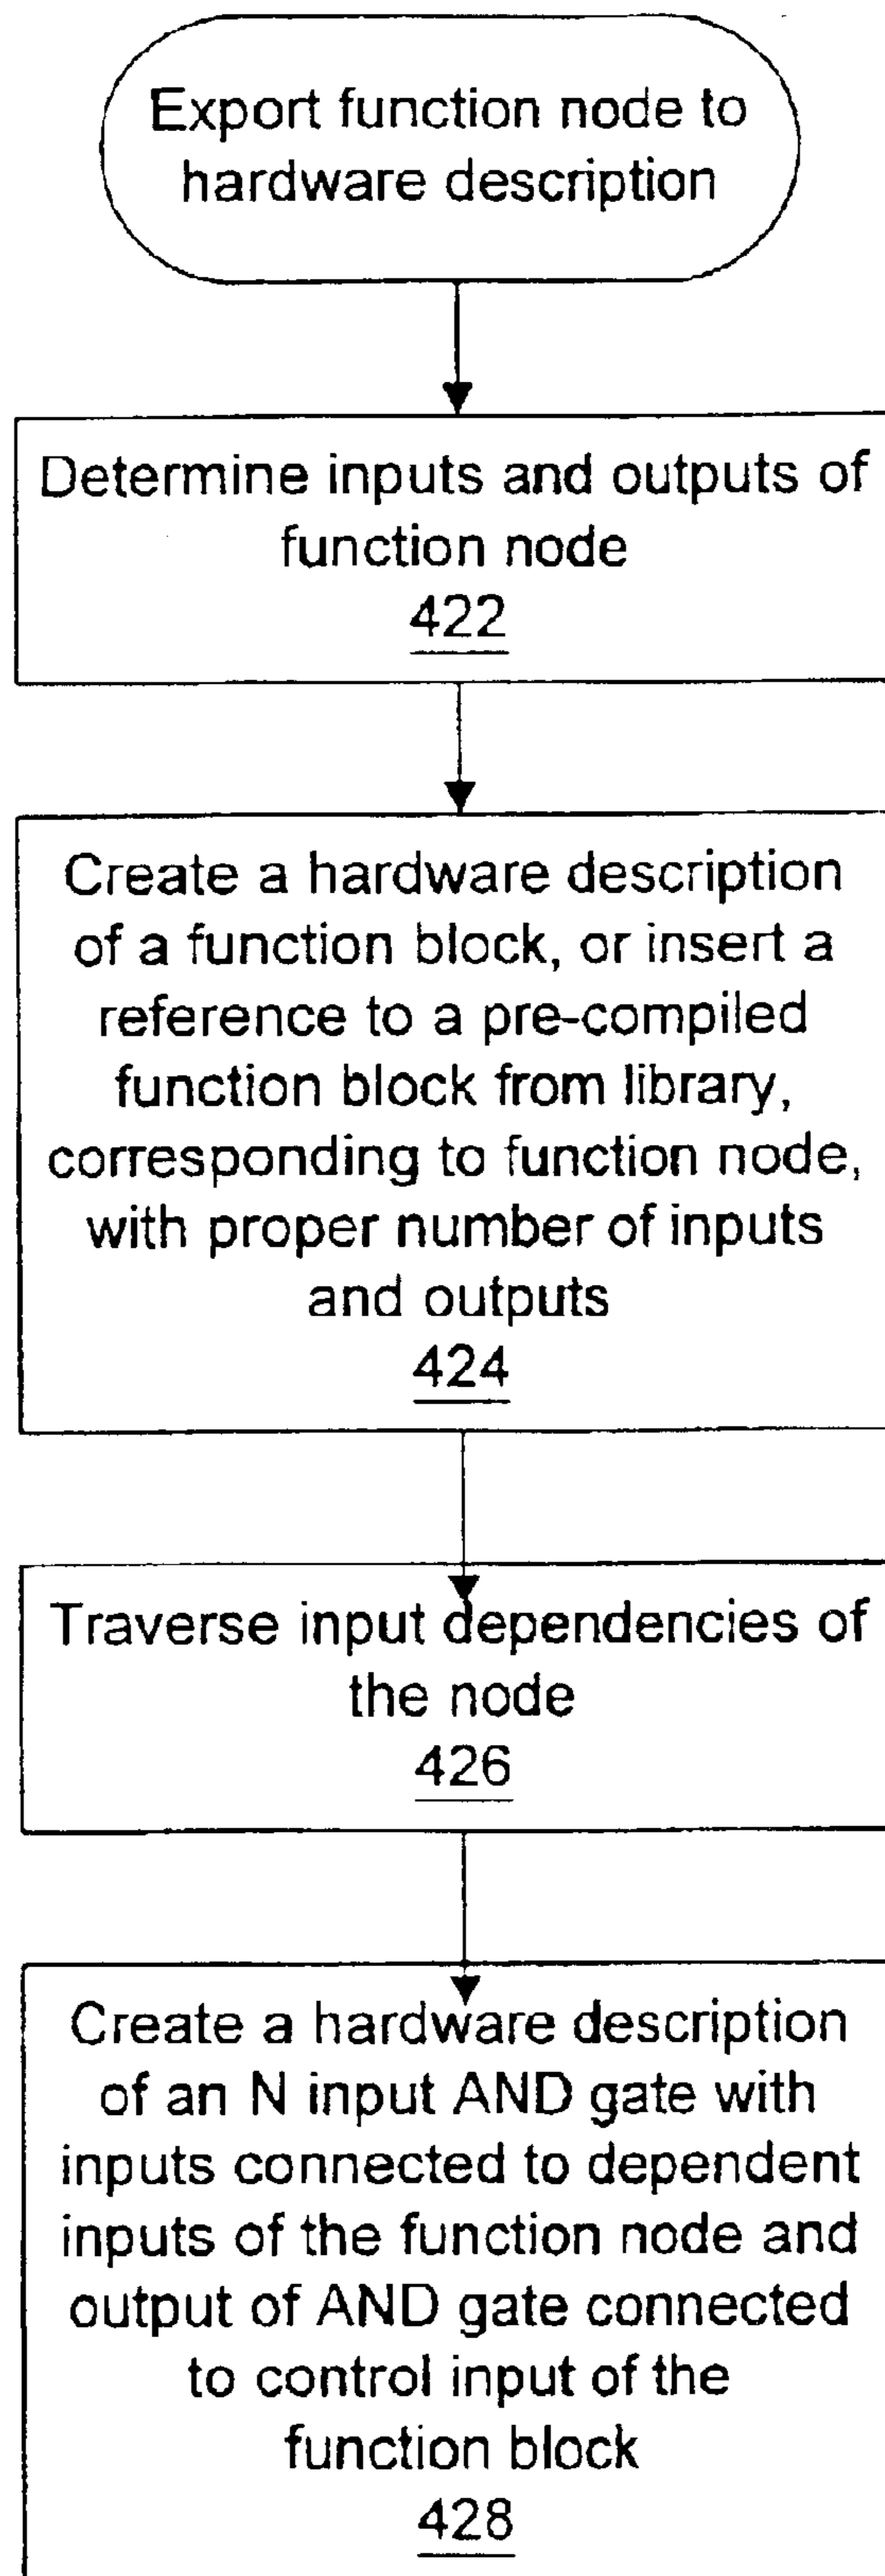 Export function node to
hardware description
Determine inputs and outputs of
function node
422
Create a hardware description
of a function block, or insert a
reference to a pre-compiled
function block from library,
corresponding to function node,
with proper number of inputs
and outputs
424
Traverse input dependencies of
the node
426
Create a hardware description
of an N input AND gate with
inputs connected to dependent
inputs of the function node and
output of AND gate connected
to control input of the
function block
428